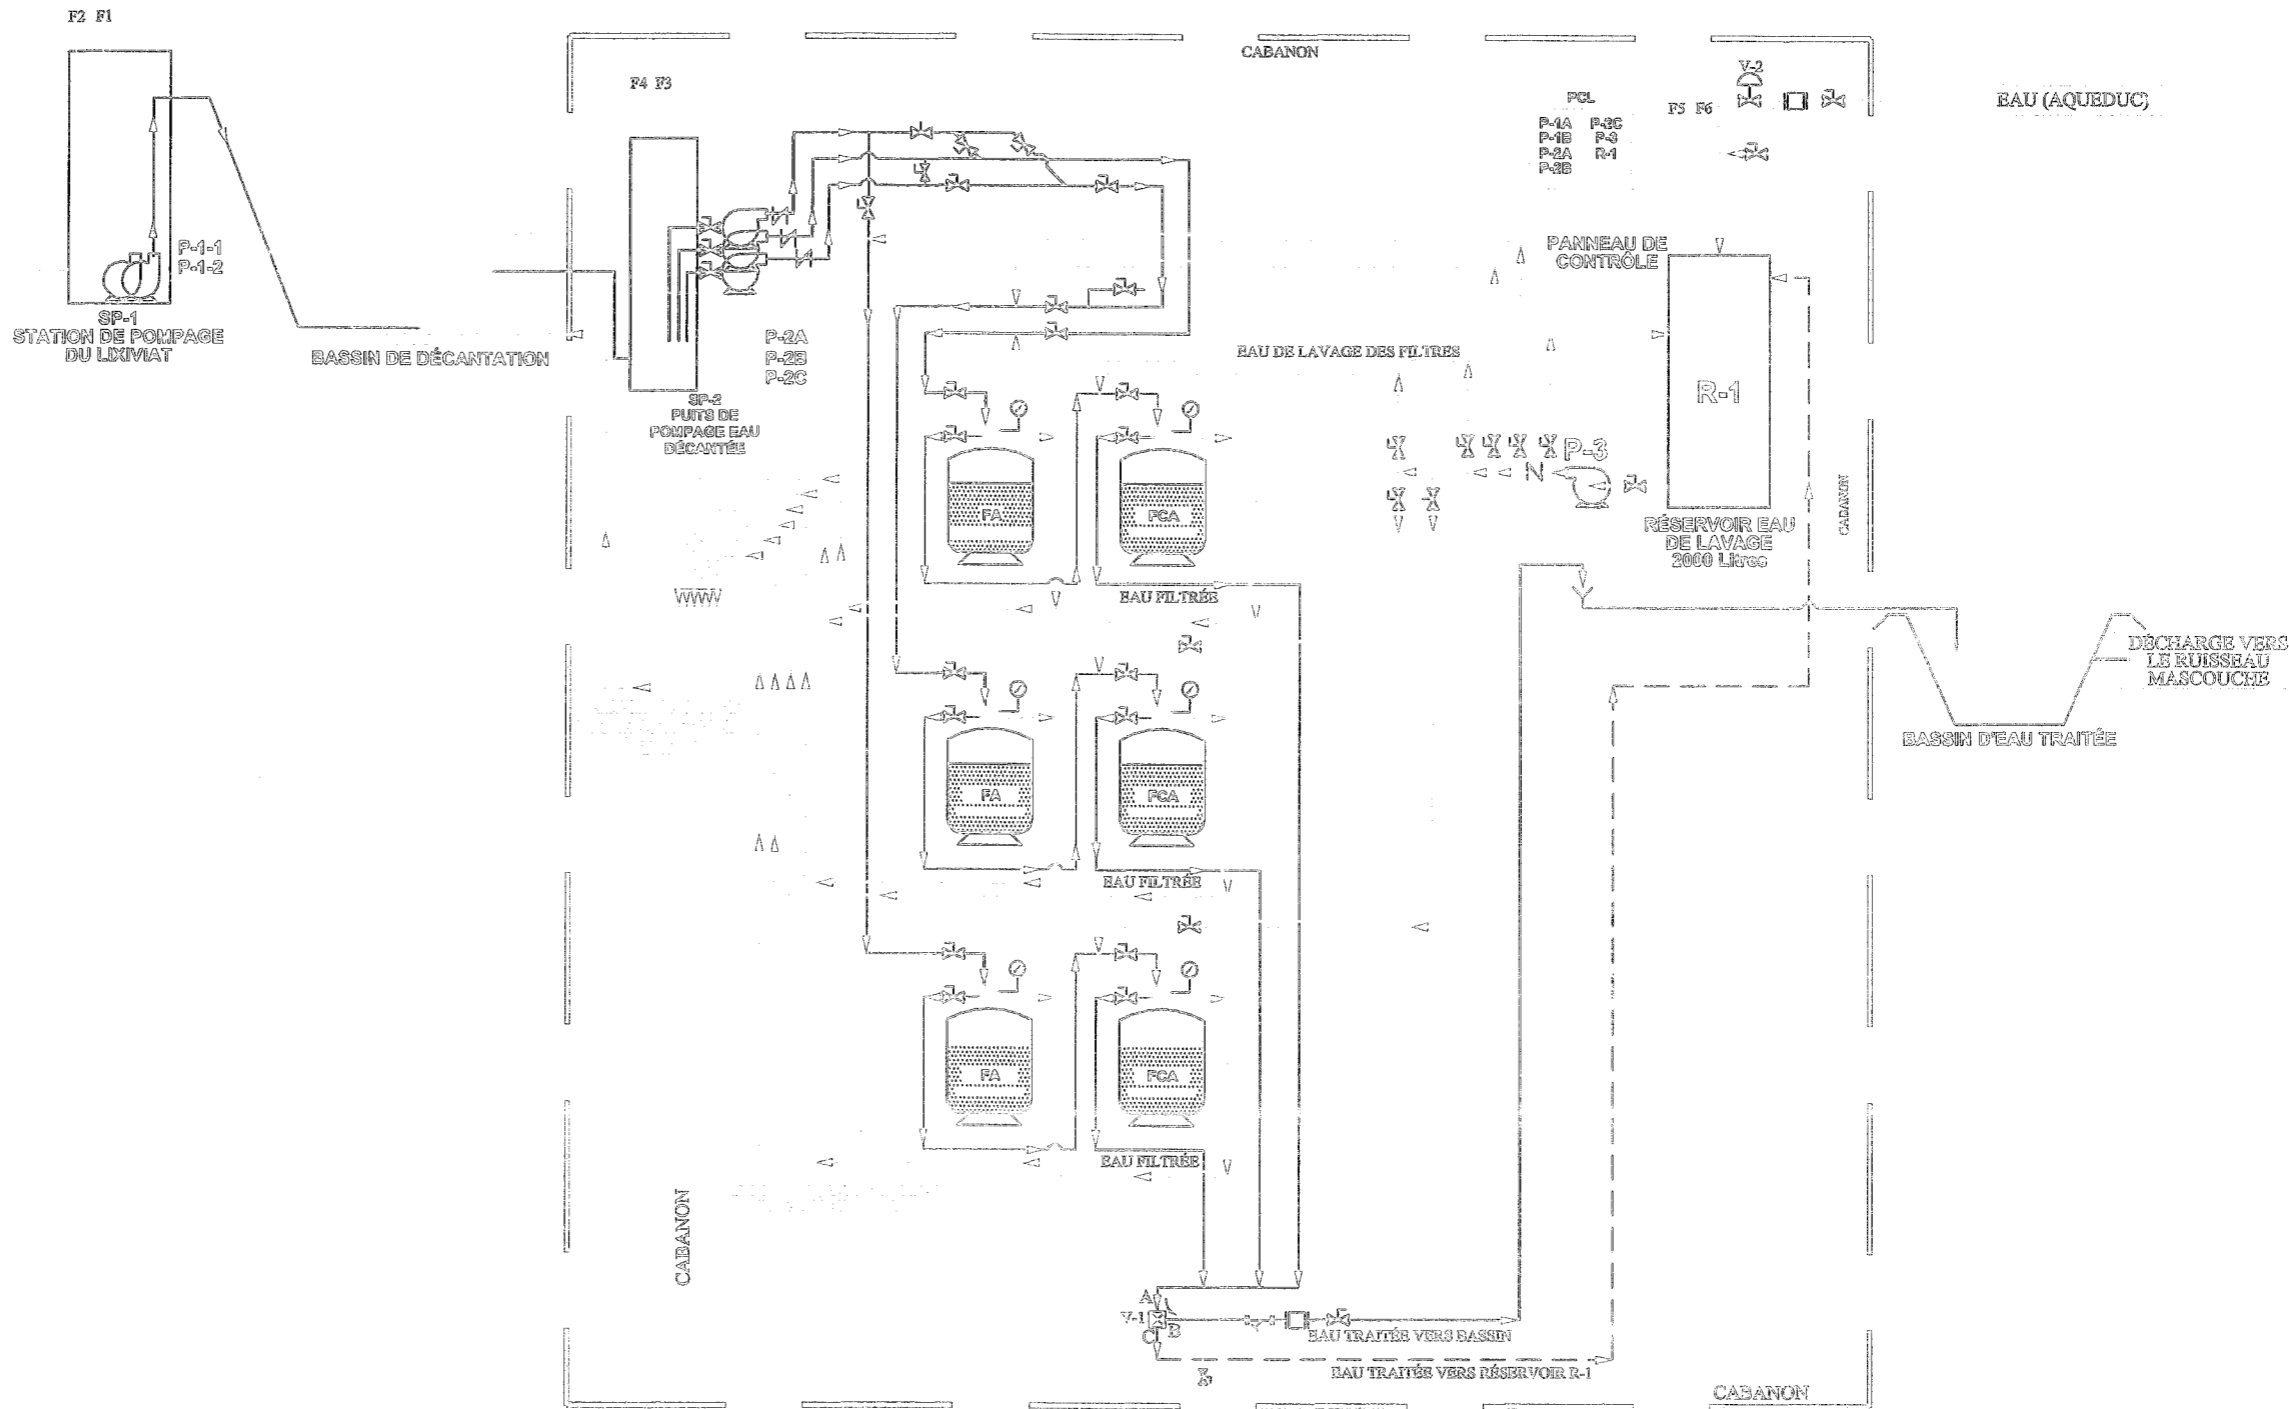 F2 F1
CABANON
F4 F3
V-2
PCL
F5 F6
EAU (AQUEDUC)
P-1A P-2C
P-1B P-3
P-2A R-1
P-2B
P-1-1
P-1-2
SP-1
STATION DE POMPAGE
DU LIXIVIAT
BASSIN DE DÉCANTATION
P-2A
P-2B
P-2C
SP-2
PUITS DE
POMPAGE EAU
DÉCANTÉE
PANNEAU DE
CONTRÔLE
EAU DE LAVAGE DES FILTRES
R-1
P-3
RÉSERVOIR EAU
DE LAVAGE
2000 Litres
CABANON
FA
FCA
EAU FILTRÉE
DÉCHARGE VERS
LE RUISSEAU
MASCOUCHE
BASSIN D'EAU TRAITÉE
FA
FCA
EAU FILTRÉE
FA
FCA
EAU FILTRÉE
CABANON
A
V-1
B
C
EAU TRAITÉE VERS BASSIN
EAU TRAITÉE VERS RÉSERVOIR R-1
CABANON